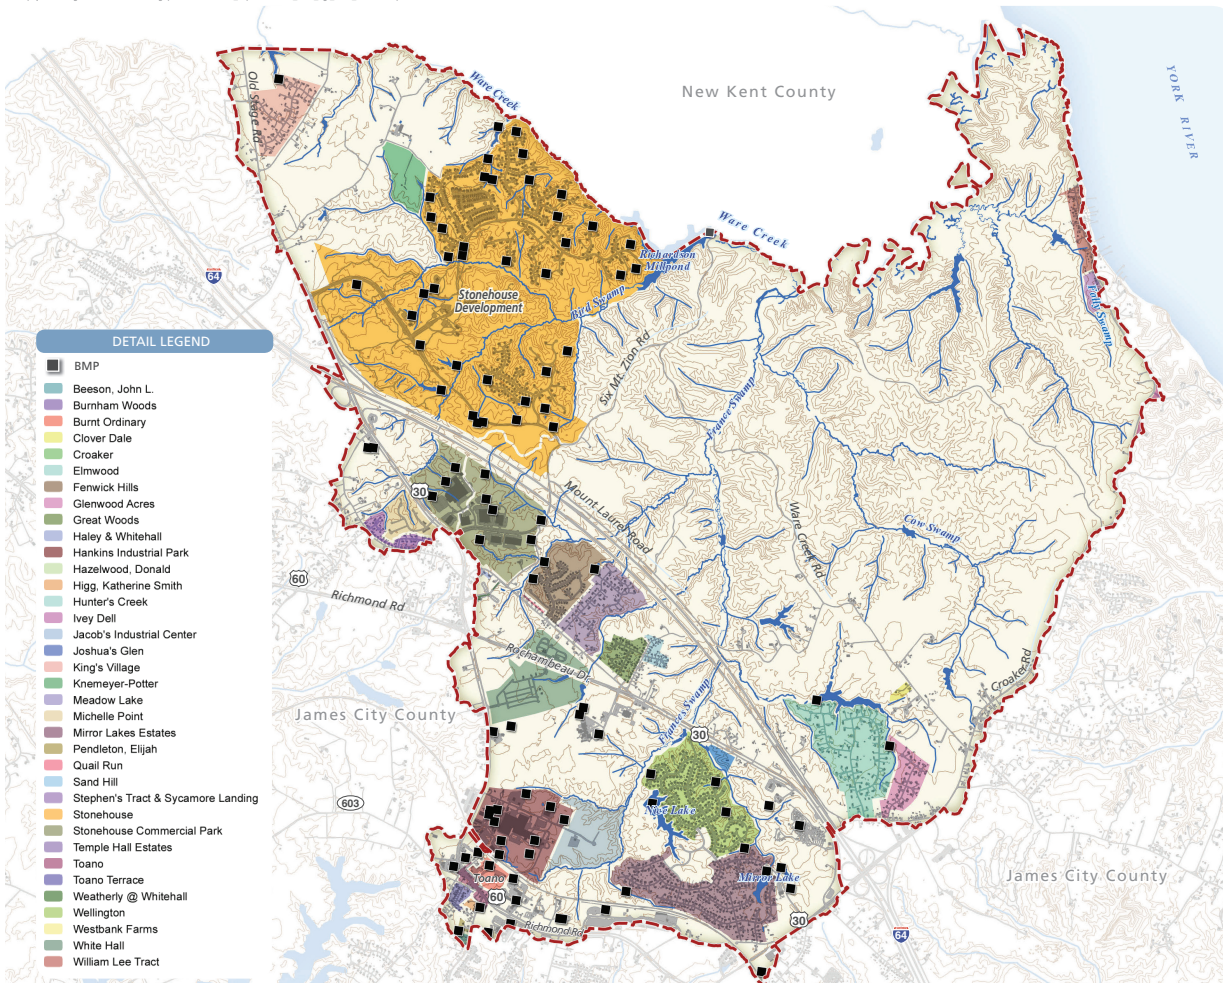 New Kent County
YORK RIVER
Old Stage Rd
Ware Creek
Ware Creek
Richardson
Millpond
64
Stonehouse
Development
Bird Swamp
Six Mt. Zion Rd
France Swamp
DETAIL LEGEND
BMP
Beeson, John L.
Burnham Woods
Burnt Ordinary
Clover Dale
Croaker
Elmwood
Fenwick Hills
Glenwood Acres
Great Woods
Haley & Whitehall
Hankins Industrial Park
Hazelwood, Donald
Higg, Katherine Smith
Hunter's Creek
Ivey Dell
Jacob's Industrial Center
Joshua's Glen
King's Village
Knemeyer-Potter
Meadow Lake
Michelle Point
Mirror Lakes Estates
Pendleton, Elijah
Quail Run
Sand Hill
Stephen's Tract & Sycamore Landing
Stonehouse
Stonehouse Commercial Park
Temple Hall Estates
Toano
Toano Terrace
Weatherly @ Whitehall
Wellington
Westbank Farms
White Hall
William Lee Tract
30
Mount Laurel Road
Ware Creek Rd
Cow Swamp
60
Richmond Rd
Rochambeau Dr
Croaker Rd
James City County
Frances Swamp
30
603
Nice Lake
Mirror Lake
Toano
60
Richmond Rd
30
64
James City County